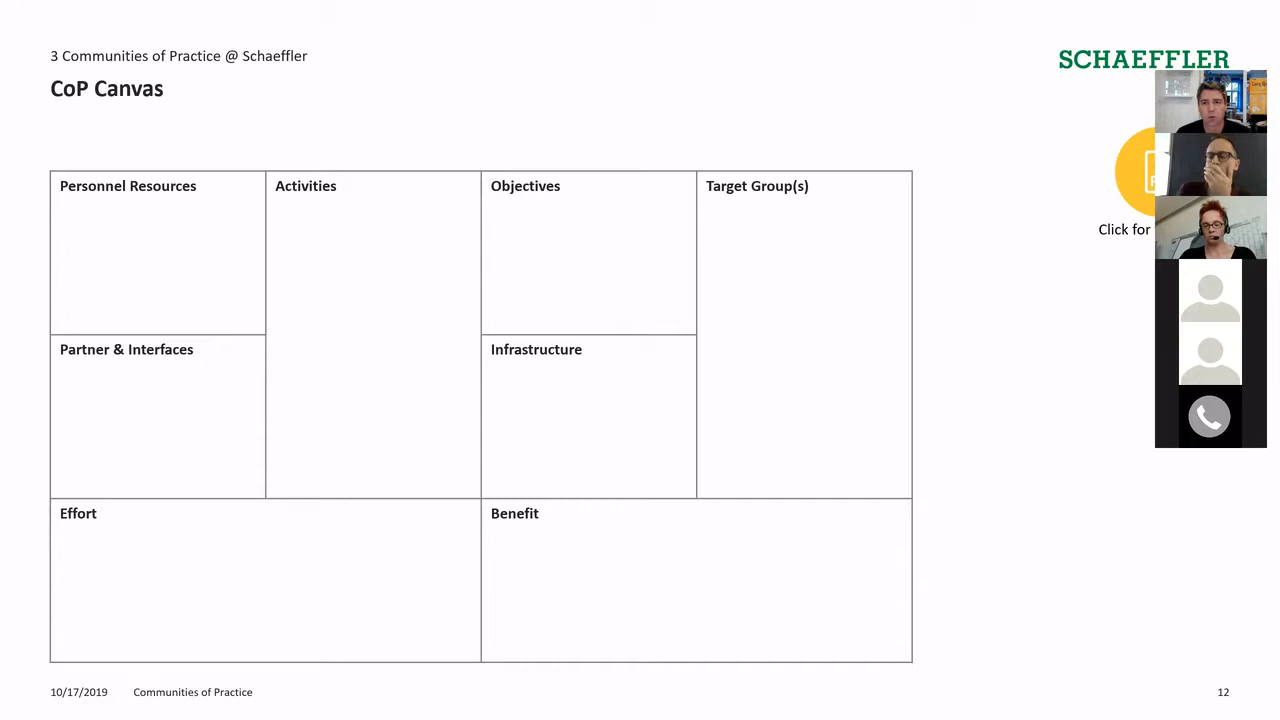 3 Communities of Practice @ Schaeffler
SCHAEFFLER
CoP Canvas
Personnel Resources
Activities
Objectives
Target Group(s)
Click for
Partner & Interfaces
Infrastructure
Effort
Benefit
10/17/2019
Communities of Practice
12